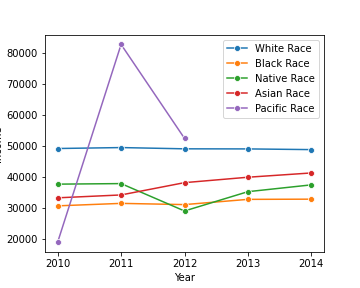 80000
70000
60000
50000
40000
30000
20000
White Race
Black Race
Native Race
Asian Race
Pacific Race
2010
2011
2012
2013
2014
Year